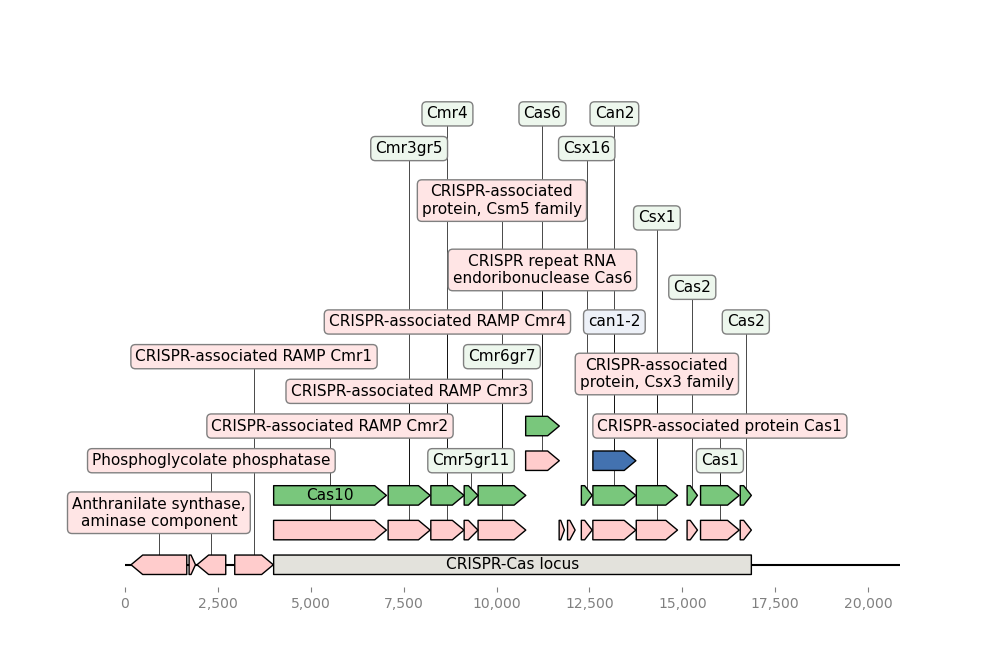 Cmr4
Cas6
Can2
Cmr3gr5
Csx16
CRISPR-associated
protein, Csm5 family
Csx1
CRISPR repeat RNA
endoribonuclease Cas6
Cas2
CRISPR-associated RAMP Cmr4
can1-2
Cas2
CRISPR-associated RAMP Cmr1
Cmr6gr7
CRISPR-associated
protein, Csx3 family
CRISPR-associated RAMP Cmr3
CRISPR-associated RAMP Cmr2
CRISPR-associated protein Cas1
Phosphoglycolate phosphatase
Cmr5gr11
Cas1
Cas10
Anthranilate synthase,
aminase component
CRISPR-Cas locus
0
2,500
5,000
7,500
10,000
12,500
15,000
17,500
20,000